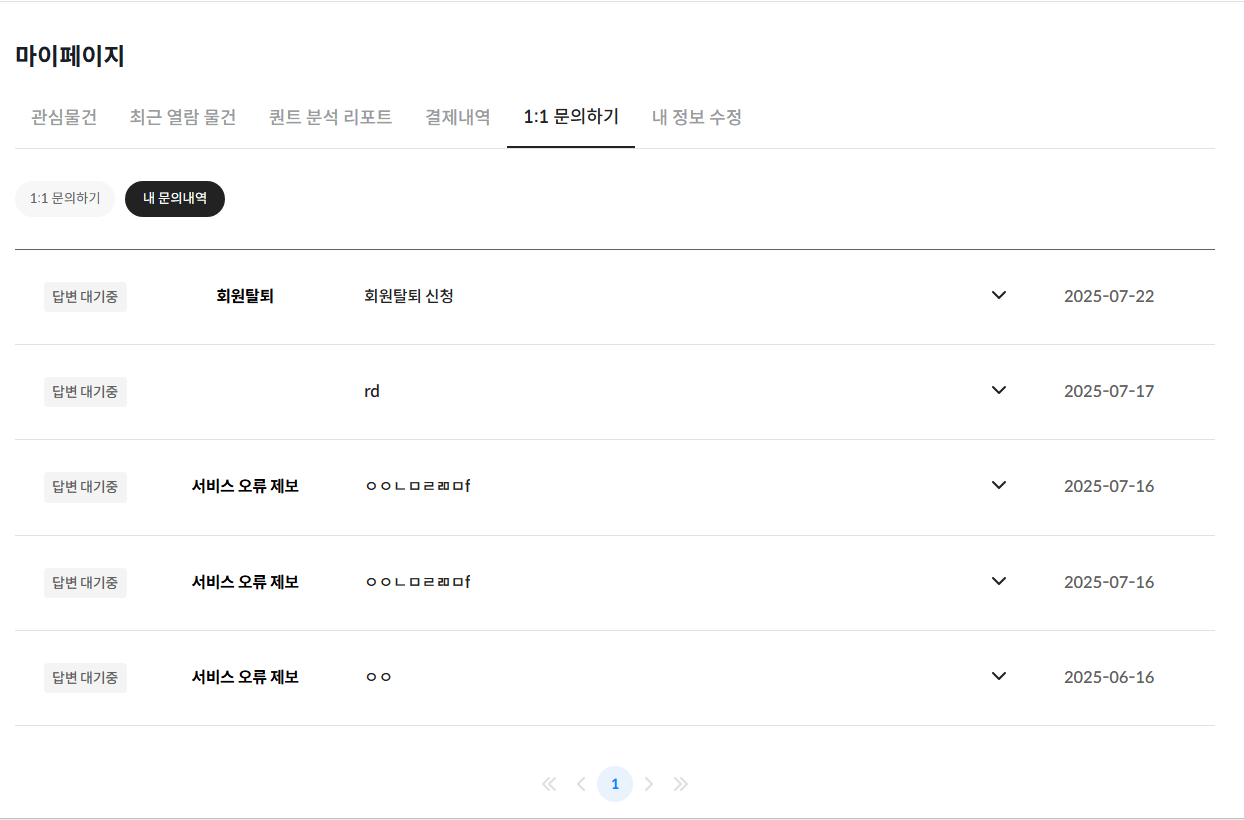 마이페이지
관심물건 최근 열람 물건 퀀트 분석 리포트 결제내역 1:1 문의하기 내 정보 수정
1:1 문의하기 내 문의내역
답변 대기중 회원탈퇴 회원탈퇴 신청 2025-07-22
답변 대기중 rd 2025-07-17
답변 대기중 서비스 오류 제보 ㅇㅇㄴㅁㄹㄻㅁf 2025-07-16
답변 대기중 서비스 오류 제보 ㅇㅇㄴㅁㄹㄻㅁf 2025-07-16
답변 대기중 서비스 오류 제보 ㅇㅇ 2025-06-16
1